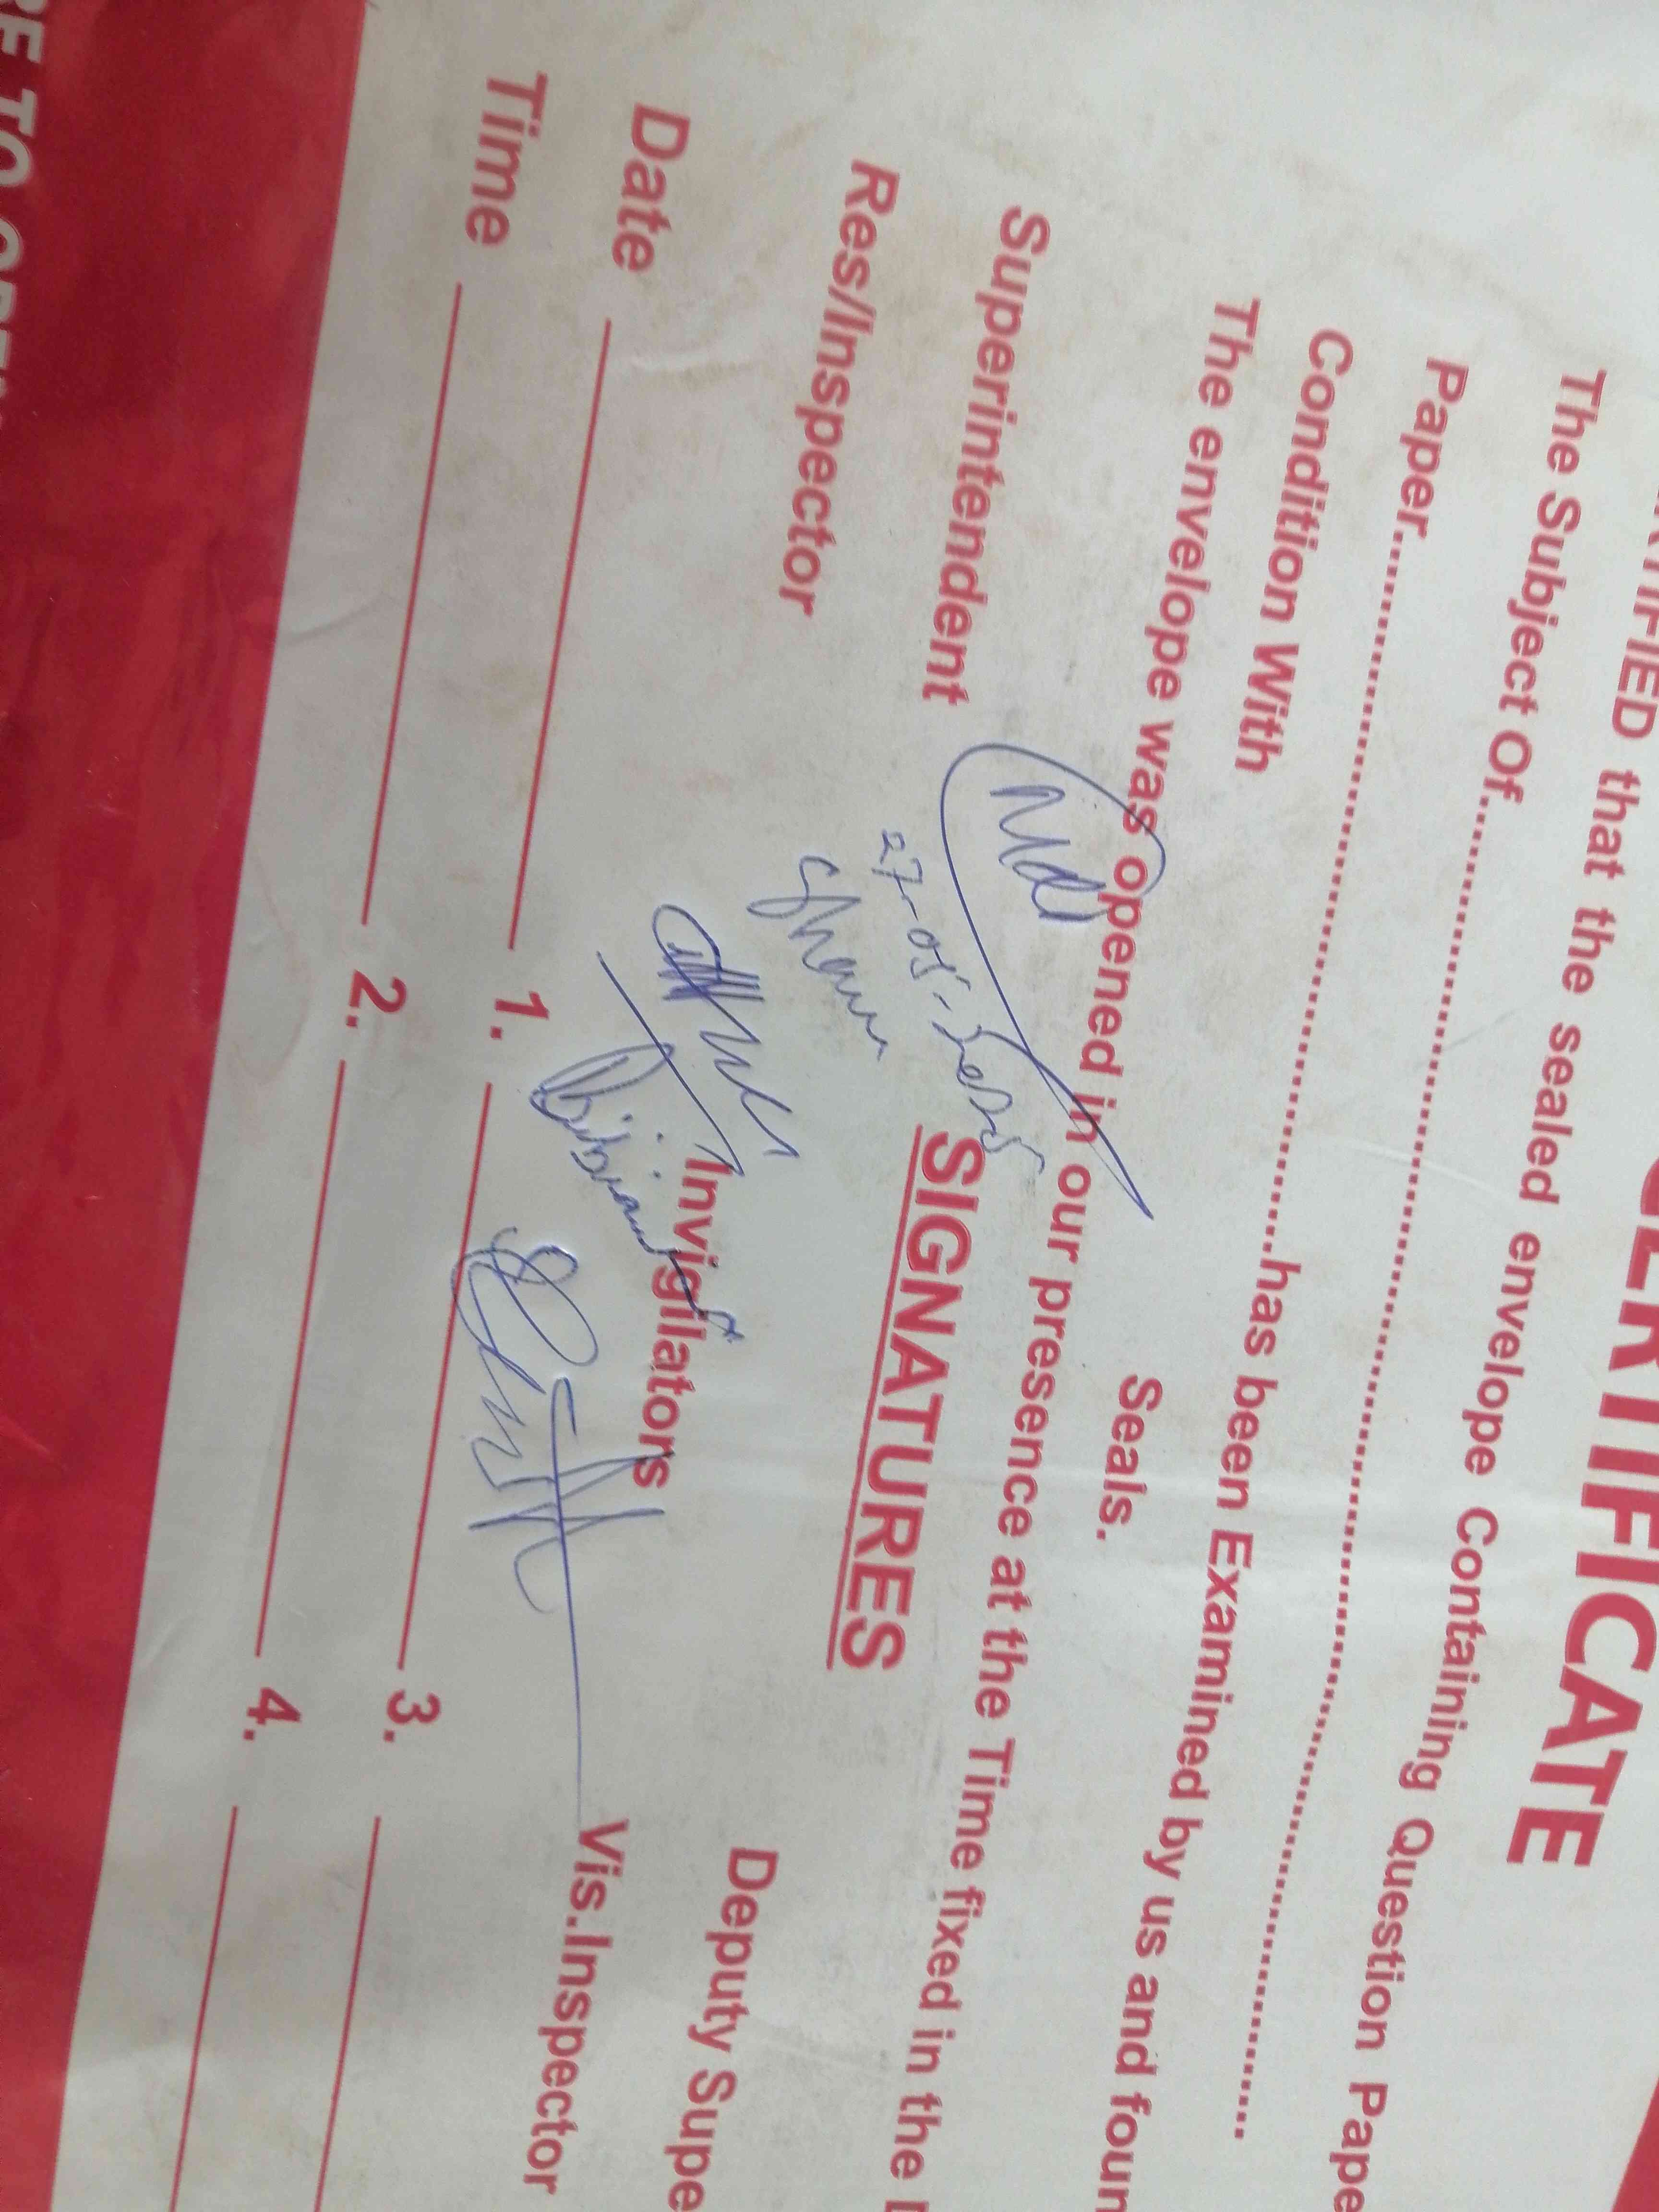 CERTIFICATE
TIFIED that the sealed envelope Containing Question Pape
The Subject Of..........
Paper....................has been Examined by us and foun
Condition With Seals.
The envelope was opened in our presence at the Time fixed in the
SIGNATURES
Superintendent Deputy Supe
27-05-2025
Res/Inspector Vis.Inspector
Invigilators
Date 1. 3.
Time 2. 4.